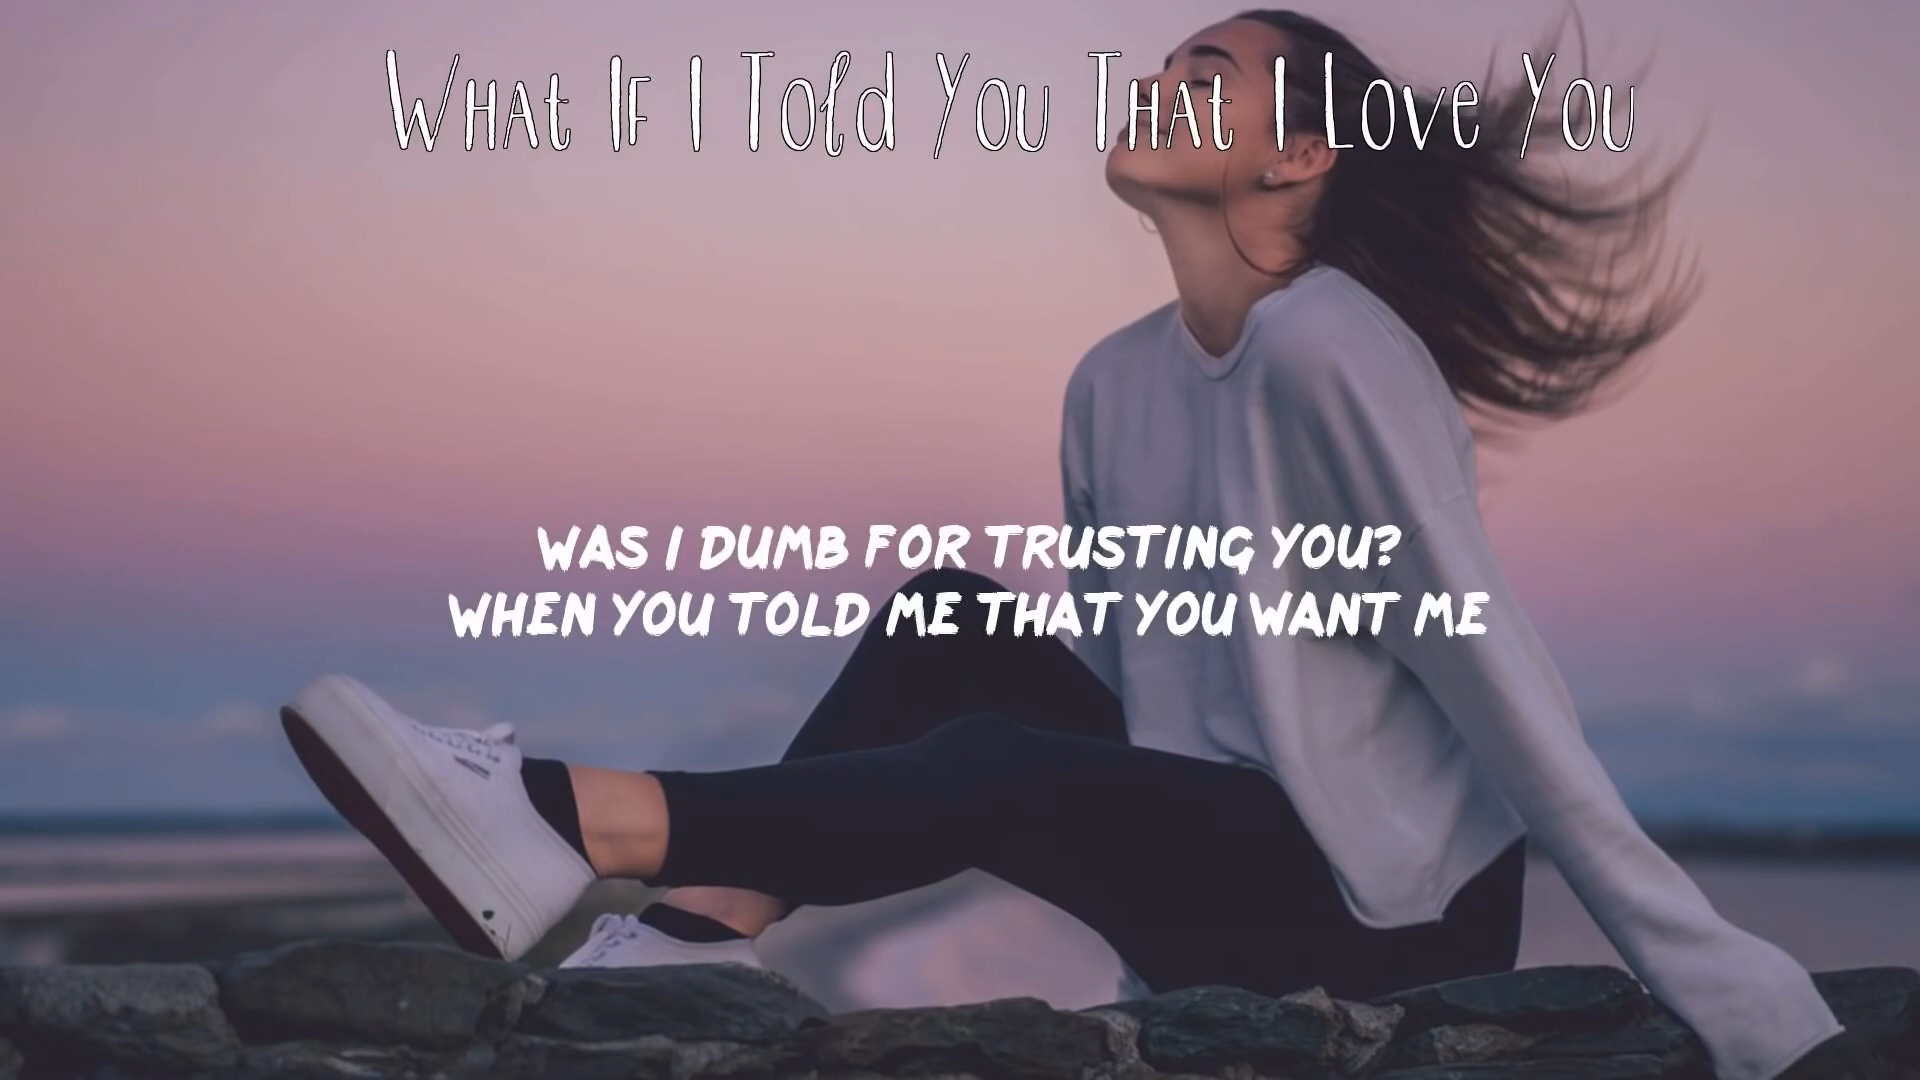 What If I Told You That I Love You
WAS I DUMB FOR TRUSTING YOU?
WHEN YOU TOLD ME THAT YOU WANT ME